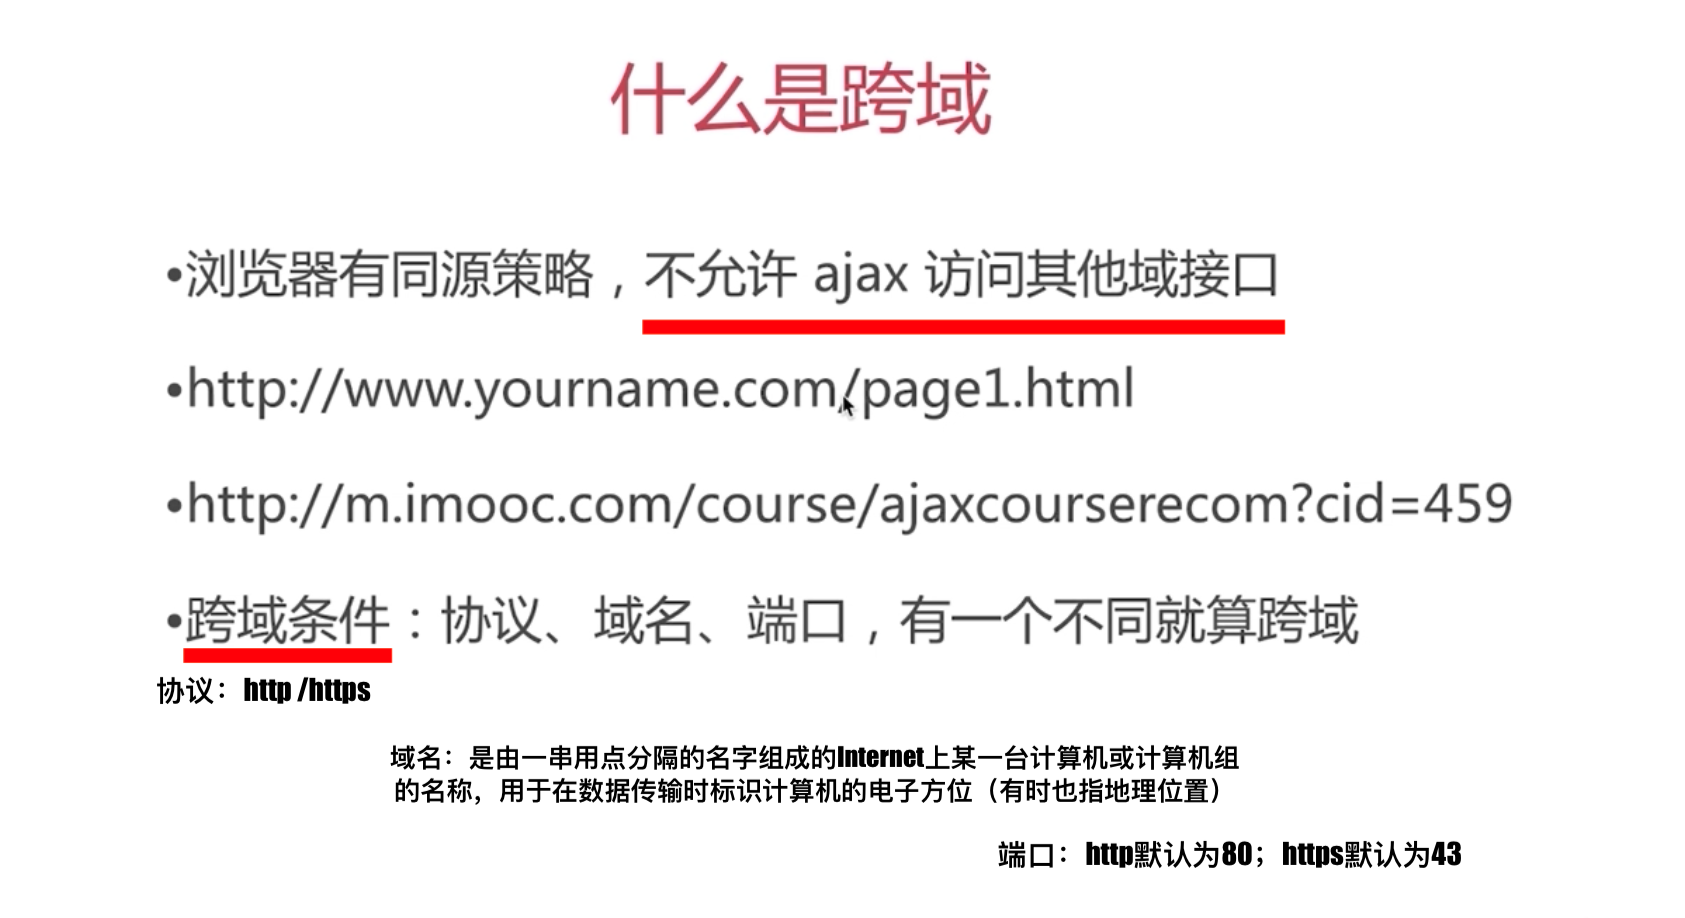 什么是跨域
•浏览器有同源策略，不允许 ajax 访问其他域接口
•http://www.yourname.com/page1.html
•http://m.imooc.com/course/ajaxcourserecom?cid=459
•跨域条件：协议、域名、端口，有一个不同就算跨域
协议：http /https
域名：是由一串用点分隔的名字组成的Internet上某一台计算机或计算机组
的名称，用于在数据传输时标识计算机的电子方位（有时也指地理位置）
端口：http默认为80；https默认为43